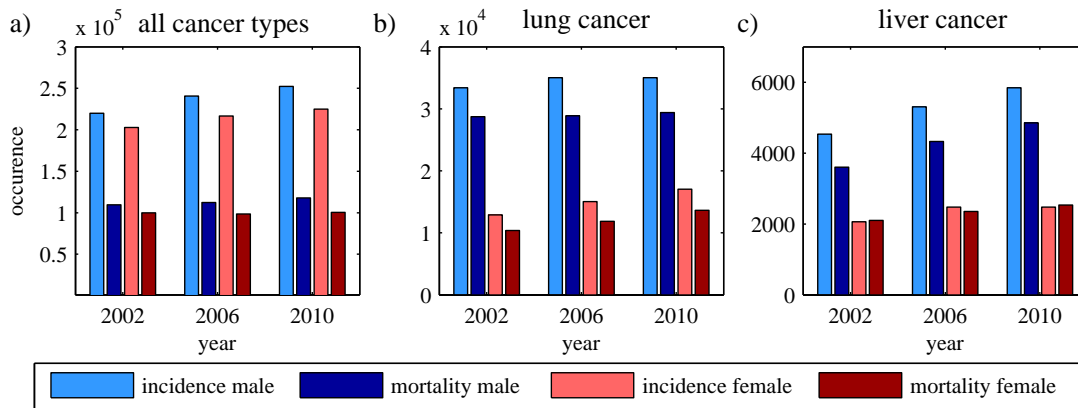 a)
x 10^5
all cancer types
3
2.5
2
1.5
1
0.5
occurence
2002
2006
2010
year
b)
x 10^4
lung cancer
4
3
2
1
0
2002
2006
2010
year
c)
liver cancer
6000
4000
2000
0
2002
2006
2010
year
incidence male
mortality male
incidence female
mortality female